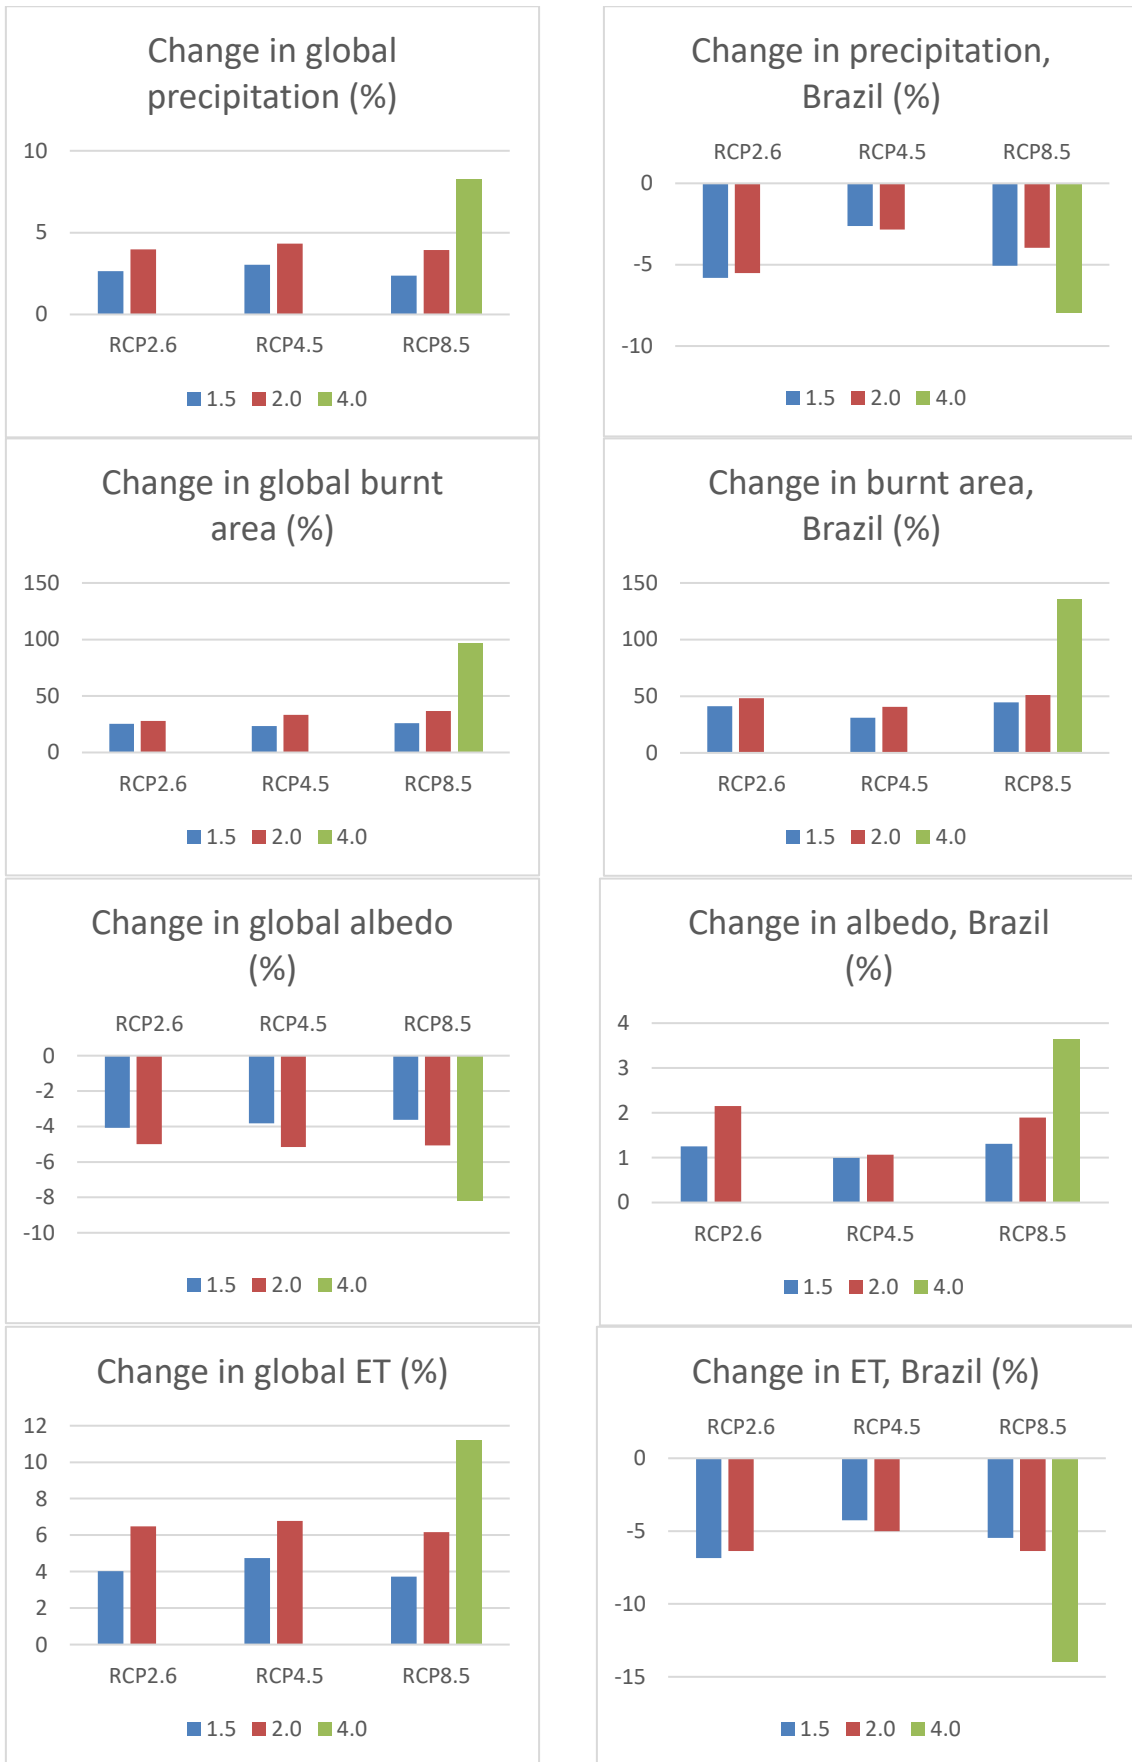 Change in global
precipitation (%)
10
5
0
RCP2.6 RCP4.5 RCP8.5
1.5 2.0 4.0
Change in precipitation,
Brazil (%)
RCP2.6 RCP4.5 RCP8.5
0
-5
-10
1.5 2.0 4.0
Change in global burnt
area (%)
150
100
50
0
RCP2.6 RCP4.5 RCP8.5
1.5 2.0 4.0
Change in burnt area,
Brazil (%)
150
100
50
0
RCP2.6 RCP4.5 RCP8.5
1.5 2.0 4.0
Change in global albedo
(%)
RCP2.6 RCP4.5 RCP8.5
0
-2
-4
-6
-8
-10
1.5 2.0 4.0
Change in albedo, Brazil
(%)
4
3
2
1
0
RCP2.6 RCP4.5 RCP8.5
1.5 2.0 4.0
Change in global ET (%)
12
10
8
6
4
2
0
RCP2.6 RCP4.5 RCP8.5
1.5 2.0 4.0
Change in ET, Brazil (%)
RCP2.6 RCP4.5 RCP8.5
0
-5
-10
-15
1.5 2.0 4.0